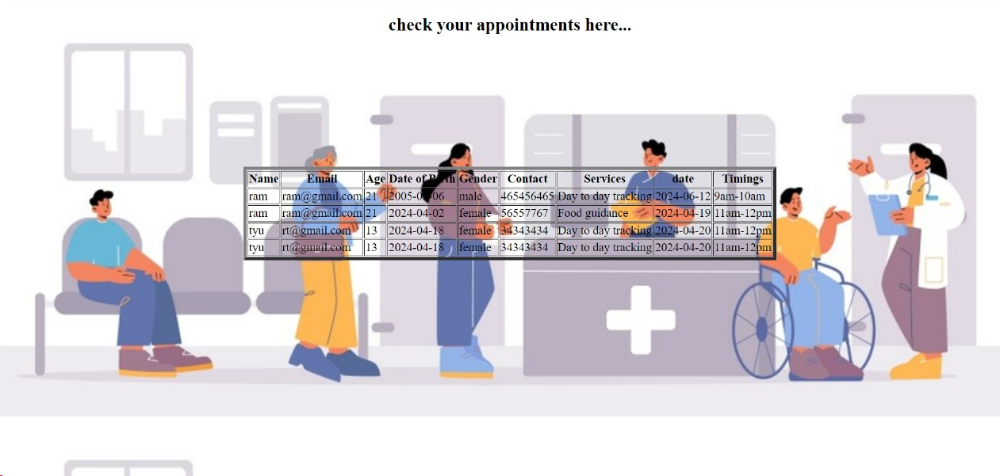 check your appointments here...
Name Email Age Date of Birth Gender Contact Services date Timings
ram ram@gmail.com 21 2005-06-06 male 465456465 Day to day tracking 2024-06-12 9am-10am
ram ram@gmail.com 21 2024-04-02 female 56557767 Food guidance 2024-04-19 11am-12pm
tyu rt@gmail.com 13 2024-04-18 female 34343434 Day to day tracking 2024-04-20 11am-12pm
tyu rt@gmail.com 13 2024-04-18 female 34343434 Day to day tracking 2024-04-20 11am-12pm